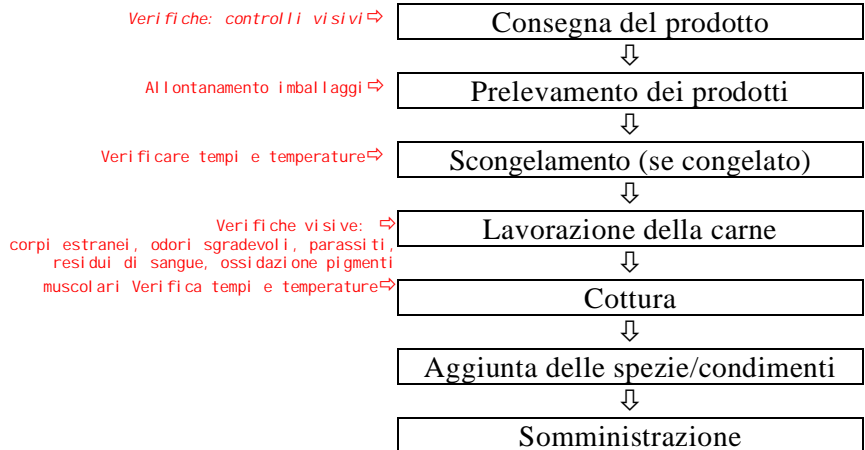 Verifiche: controlli visivi⇨
Consegna del prodotto
⇩
Allontanamento imballaggi⇨
Prelevamento dei prodotti
⇩
Verificare tempi e temperature⇨
Scongelamento (se congelato)
⇩
Verifiche visive: ⇨
corpi estranei, odori sgradevoli, parassiti,
residui di sangue, ossidazione pigmenti
Lavorazione della carne
⇩
muscolari Verifica tempi e temperature⇨
Cottura
⇩
Aggiunta delle spezie/condimenti
⇩
Somministrazione